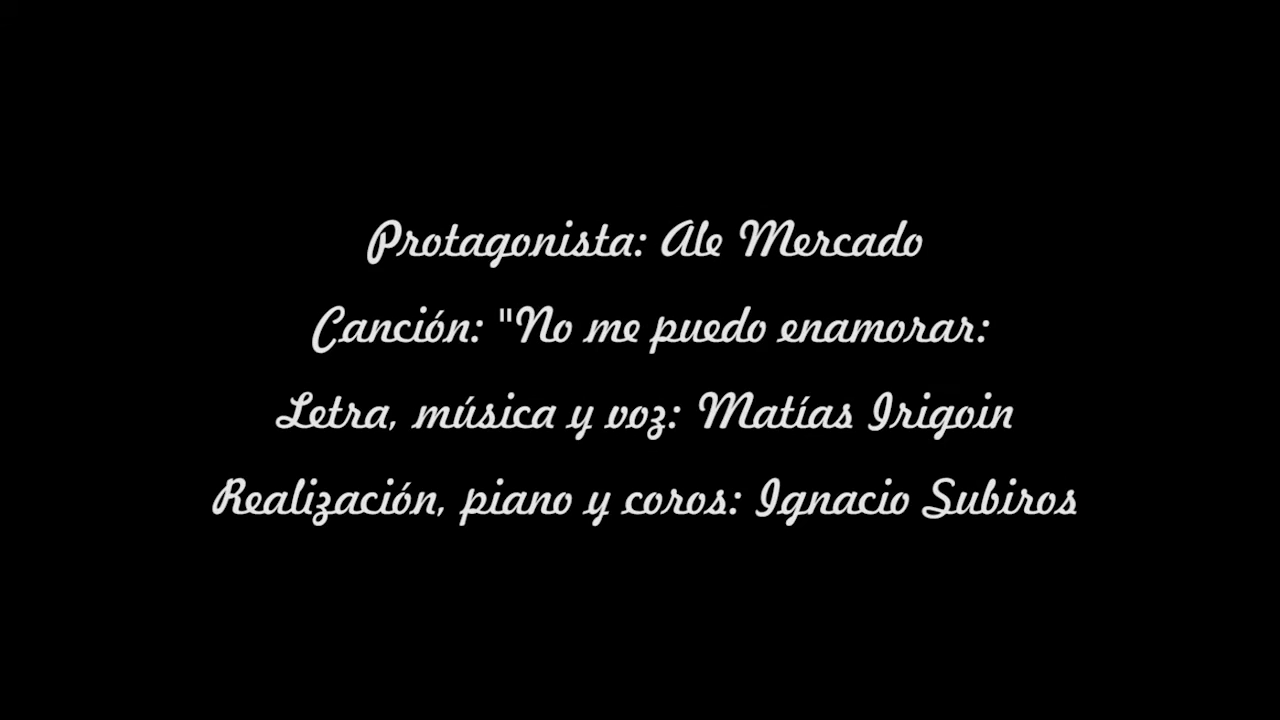 Protagonista: Ale Mercado
Canción: "No me puedo enamorar:
Letra, música y voz: Matías Irigoin
Realización, piano y coros: Ignacio Subiros